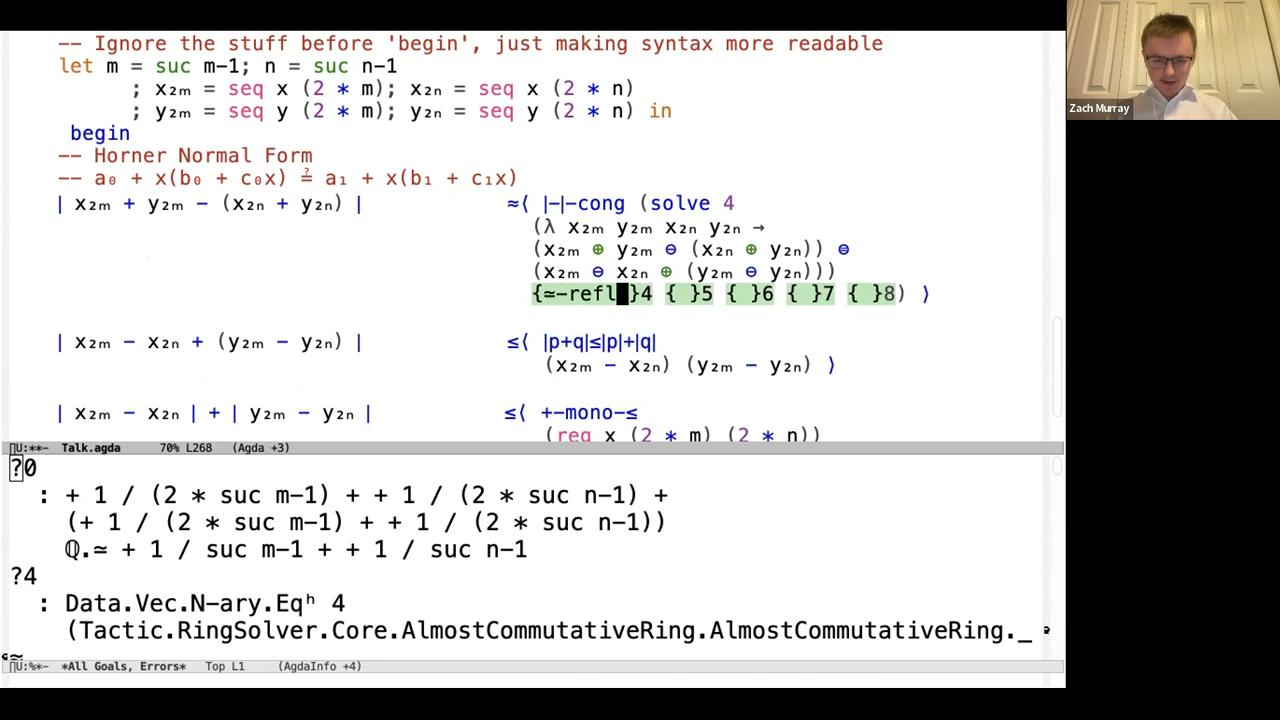 -- Ignore the stuff before 'begin', just making syntax more readable
let m = suc m-1; n = suc n-1
; x₂ₘ = seq x (2 * m); x₂ₙ = seq x (2 * n)
; y₂ₘ = seq y (2 * m); y₂ₙ = seq y (2 * n) in
begin
-- Horner Normal Form
-- a₀ + x(b₀ + c₀x) ≟ a₁ + x(b₁ + c₁x)
| x₂ₘ + y₂ₘ - (x₂ₙ + y₂ₙ) | ≈⟨ |-|-cong (solve 4
(λ x₂ₘ y₂ₘ x₂ₙ y₂ₙ →
(x₂ₘ ⊕ y₂ₘ ⊖ (x₂ₙ ⊕ y₂ₙ)) ⊜
(x₂ₘ ⊖ x₂ₙ ⊕ (y₂ₘ ⊖ y₂ₙ)))
{≃-refl }4 { }5 { }6 { }7 { }8) ⟩
| x₂ₘ - x₂ₙ + (y₂ₘ - y₂ₙ) | ≤⟨ |p+q|≤|p|+|q|
(x₂ₘ - x₂ₙ) (y₂ₘ - y₂ₙ) ⟩
| x₂ₘ - x₂ₙ | + | y₂ₘ - y₂ₙ | ≤⟨ +-mono-≤
(reg x (2 * m) (2 * n))
Talk.agda 70% L268 (Agda +3)
?0
: + 1 / (2 * suc m-1) + + 1 / (2 * suc n-1) +
(+ 1 / (2 * suc m-1) + + 1 / (2 * suc n-1))
ℚ.≃ + 1 / suc m-1 + + 1 / suc n-1
?4
: Data.Vec.N-ary.Eqʰ 4
(Tactic.RingSolver.Core.AlmostCommutativeRing.AlmostCommutativeRing._
≈
U:%*- *All Goals, Errors* Top L1 (AgdaInfo +4)
Zach Murray